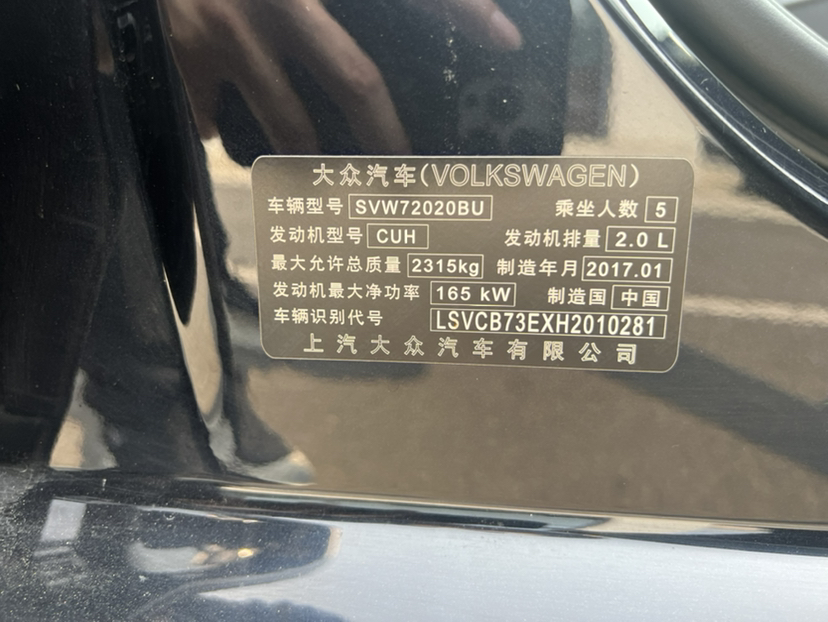 大众汽车(VOLKSWAGEN)
车辆型号 SVW72020BU 乘坐人数 5
发动机型号 CUH 发动机排量 2.0 L
最大允许总质量 2315kg 制造年月 2017.01
发动机最大净功率 165 kW 制造国 中国
车辆识别代号 LSVCB73EXH2010281
上汽大众汽车有限公司